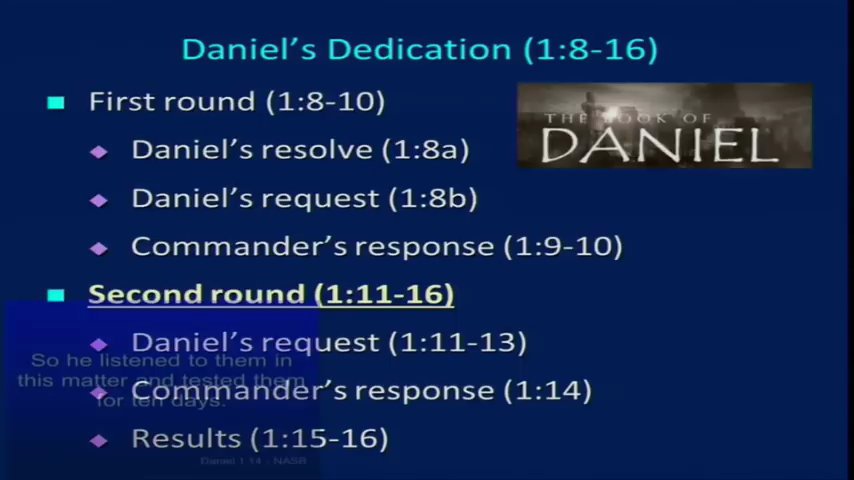 Daniel's Dedication (1:8-16)
First round (1:8-10)
THE BOOK OF
DANIEL
Daniel's resolve (1:8a)
Daniel's request (1:8b)
Commander's response (1:9-10)
Second round (1:11-16)
Daniel's request (1:11-13)
Commander's response (1:14)
Results (1:15-16)
So he listened to them in
this matter and tested them
for ten days.
Daniel 1:14 - NASB